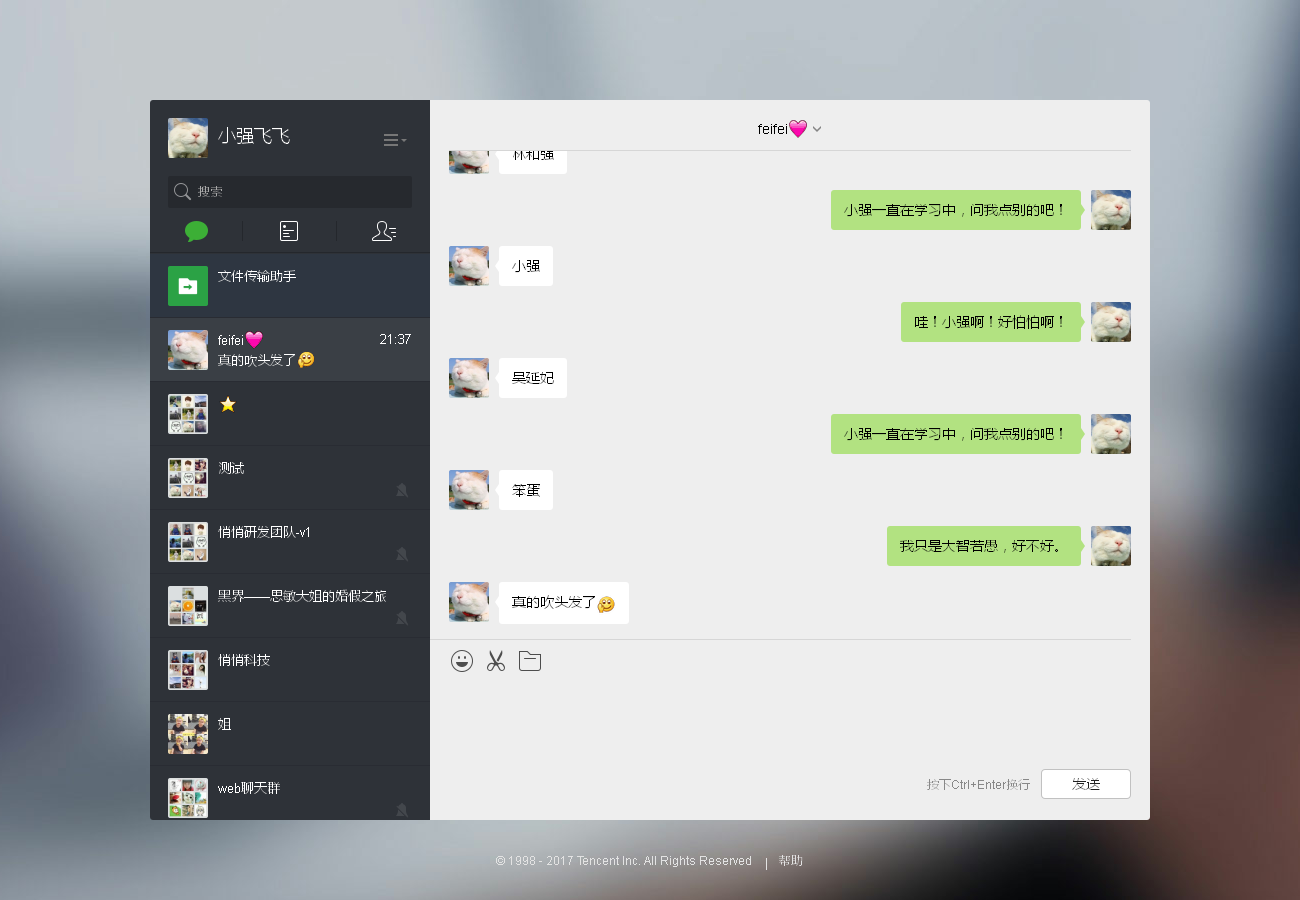 小强飞飞
搜索
文件传输助手
feifei💗 21:37
真的吹头发了
⭐
测试
悄悄研发团队-v1
黑界——思敏大姐的婚假之旅
悄悄科技
姐
web聊天群
feifei💗
林和强
小强一直在学习中，问我点别的吧！
小强
哇！小强啊！好怕怕啊！
吴延妃
小强一直在学习中，问我点别的吧！
笨蛋
我只是大智若愚，好不好。
真的吹头发了
按下Ctrl+Enter换行
发送
© 1998 - 2017 Tencent Inc. All Rights Reserved | 帮助